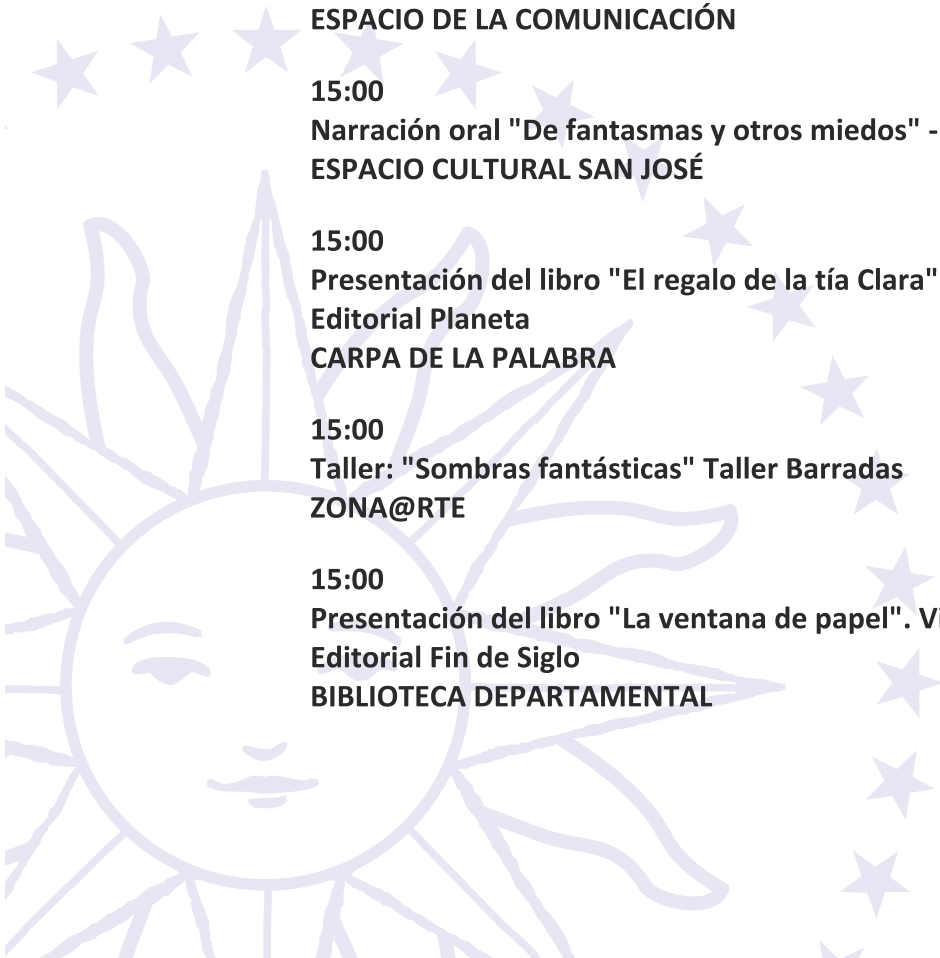 ESPACIO DE LA COMUNICACIÓN
15:00
Narración oral "De fantasmas y otros miedos" -
ESPACIO CULTURAL SAN JOSÉ
15:00
Presentación del libro "El regalo de la tía Clara"
Editorial Planeta
CARPA DE LA PALABRA
15:00
Taller: "Sombras fantásticas" Taller Barradas
ZONA@RTE
15:00
Presentación del libro "La ventana de papel".
Editorial Fin de Siglo
BIBLIOTECA DEPARTAMENTAL